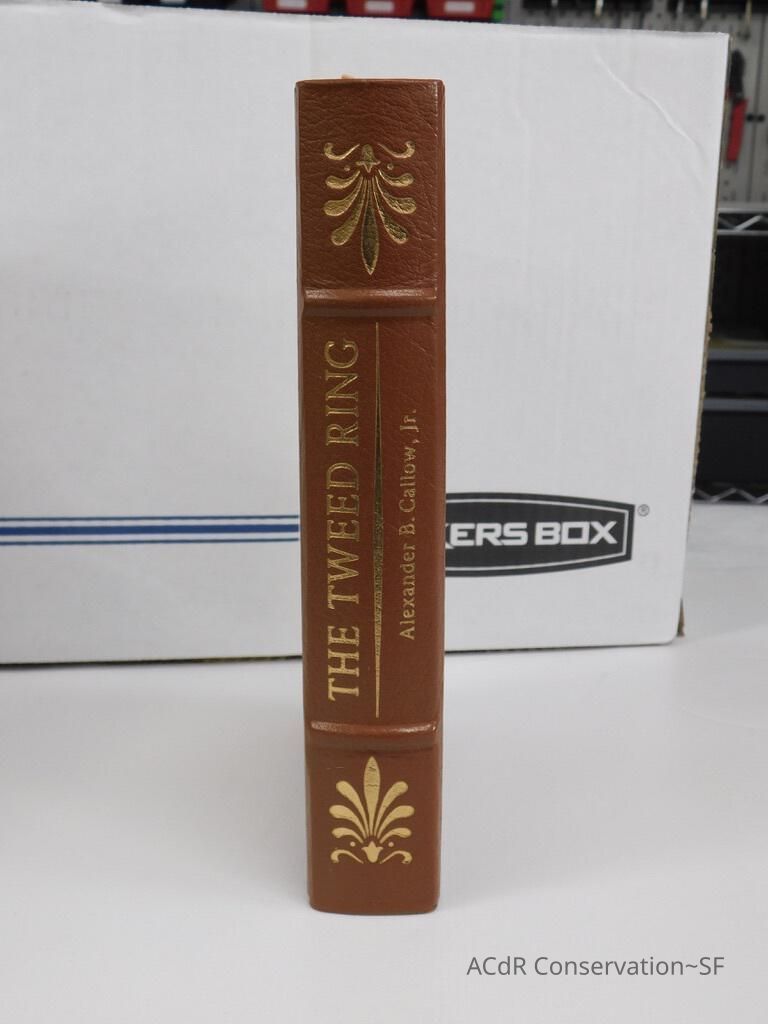 THE TWEED RING
Alexander B. Callow, Jr.
KERS BOX®
ACdR Conservation~SF